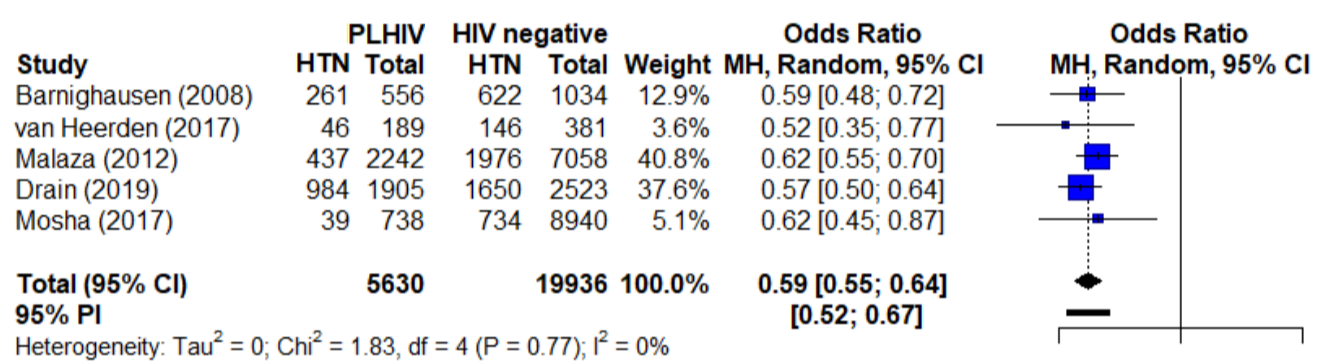 PLHIV HIV negative Odds Ratio Odds Ratio
Study HTN Total HTN Total Weight MH, Random, 95% CI MH, Random, 95% CI
Barnighausen (2008) 261 556 622 1034 12.9% 0.59 [0.48; 0.72]
van Heerden (2017) 46 189 146 381 3.6% 0.52 [0.35; 0.77]
Malaza (2012) 437 2242 1976 7058 40.8% 0.62 [0.55; 0.70]
Drain (2019) 984 1905 1650 2523 37.6% 0.57 [0.50; 0.64]
Mosha (2017) 39 738 734 8940 5.1% 0.62 [0.45; 0.87]
Total (95% CI) 5630 19936 100.0% 0.59 [0.55; 0.64]
95% PI [0.52; 0.67]
Heterogeneity: Tau² = 0; Chi² = 1.83, df = 4 (P = 0.77); I² = 0%